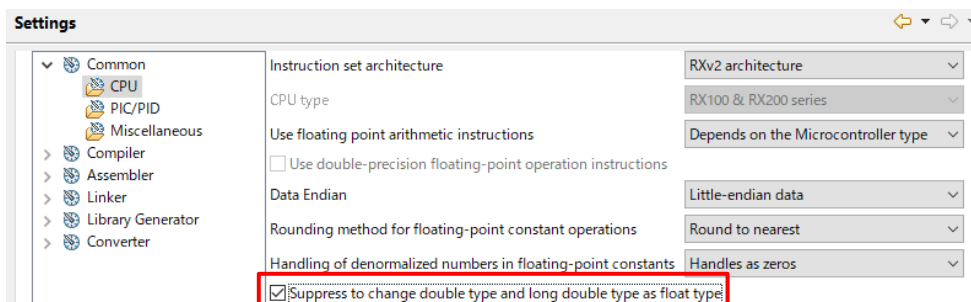 Settings
Common
CPU
PIC/PID
Miscellaneous
Compiler
Assembler
Linker
Library Generator
Converter
Instruction set architecture RXv2 architecture
CPU type RX100 & RX200 series
Use floating point arithmetic instructions Depends on the Microcontroller type
Use double-precision floating-point operation instructions
Data Endian Little-endian data
Rounding method for floating-point constant operations Round to nearest
Handling of denormalized numbers in floating-point constants Handles as zeros
Suppress to change double type and long double type as float type